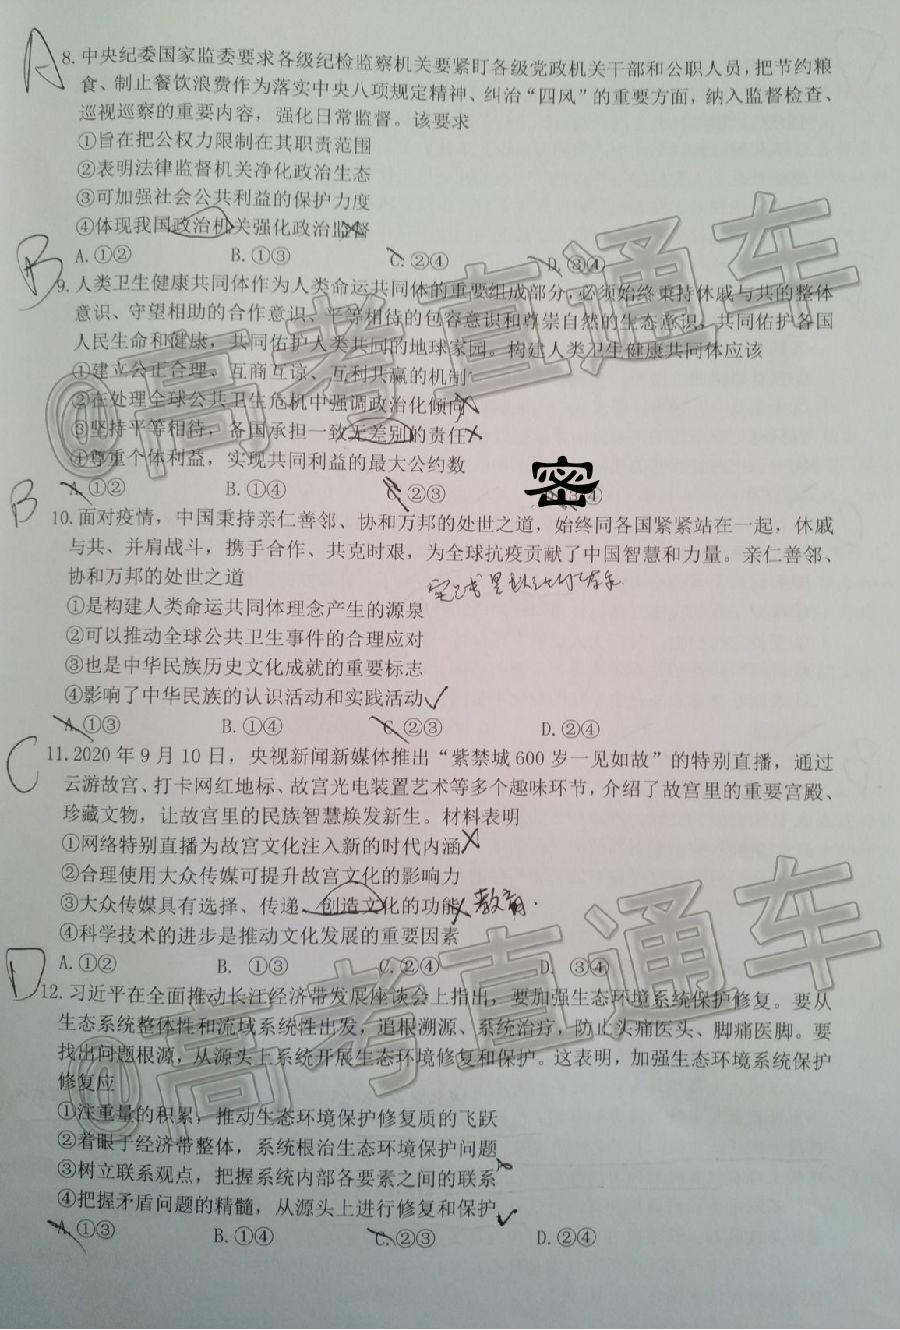 A
8. 中央纪委国家监委要求各级纪检监察机关要紧盯各级党政机关干部和公职人员，把节约粮
食、制止餐饮浪费作为落实中央八项规定精神、纠治“四风”的重要方面，纳入监督检查、
巡视巡察的重要内容，强化日常监督。该要求
①旨在把公权力限制在其职责范围
②表明法律监督机关净化政治生态
③可加强社会公共利益的保护力度
④体现我国政治机关强化政治监督
A. ①② B. ①③ C. ②④ D. ③④
B
9. 人类卫生健康共同体作为人类命运共同体的重要组成部分，必须始终秉持休戚与共的整体
意识、守望相助的合作意识、平等相待的包容意识和尊崇自然的生态意识，共同佑护各国
人民生命和健康，共同佑护人类共同的地球家园。构建人类卫生健康共同体应该
①建立公正合理、互商互谅、互利共赢的机制
②在处理全球公共卫生危机中强调政治化倾向
③坚持平等相待，各国承担一致无差别的责任
④尊重个体利益，实现共同利益的最大公约数
A. ①② B. ①④ C. ②③ 密 ④
B
10. 面对疫情，中国秉持亲仁善邻、协和万邦的处世之道，始终同各国紧紧站在一起，休戚
与共、并肩战斗，携手合作、共克时艰，为全球抗疫贡献了中国智慧和力量。亲仁善邻、
协和万邦的处世之道
①是构建人类命运共同体理念产生的源泉
②可以推动全球公共卫生事件的合理应对
③也是中华民族历史文化成就的重要标志
④影响了中华民族的认识活动和实践活动
A. ①③ B. ①④ C. ②③ D. ②④
C
11. 2020 年 9 月 10 日，央视新闻新媒体推出“紫禁城 600 岁一见如故”的特别直播，通过
云游故宫、打卡网红地标、故宫光电装置艺术等多个趣味环节，介绍了故宫里的重要宫殿、
珍藏文物，让故宫里的民族智慧焕发新生。材料表明
①网络特别直播为故宫文化注入新的时代内涵
②合理使用大众传媒可提升故宫文化的影响力
③大众传媒具有选择、传递、创造文化的功能 教育
④科学技术的进步是推动文化发展的重要因素
A. ①② B. ①③ C. ②④ D. ③④
D
12. 习近平在全面推动长江经济带发展座谈会上指出，要加强生态环境系统保护修复。要从
生态系统整体性和流域系统性出发，追根溯源、系统治疗，防止头痛医头、脚痛医脚。要
找出问题根源，从源头上系统开展生态环境修复和保护。这表明，加强生态环境系统保护
修复应
①注重量的积累，推动生态环境保护修复质的飞跃
②着眼于经济带整体，系统根治生态环境保护问题
③树立联系观点，把握系统内部各要素之间的联系
④把握矛盾问题的精髓，从源头上进行修复和保护
A. ①③ B. ①④ C. ②③ D. ②④
@高考直通车
@高考直通车